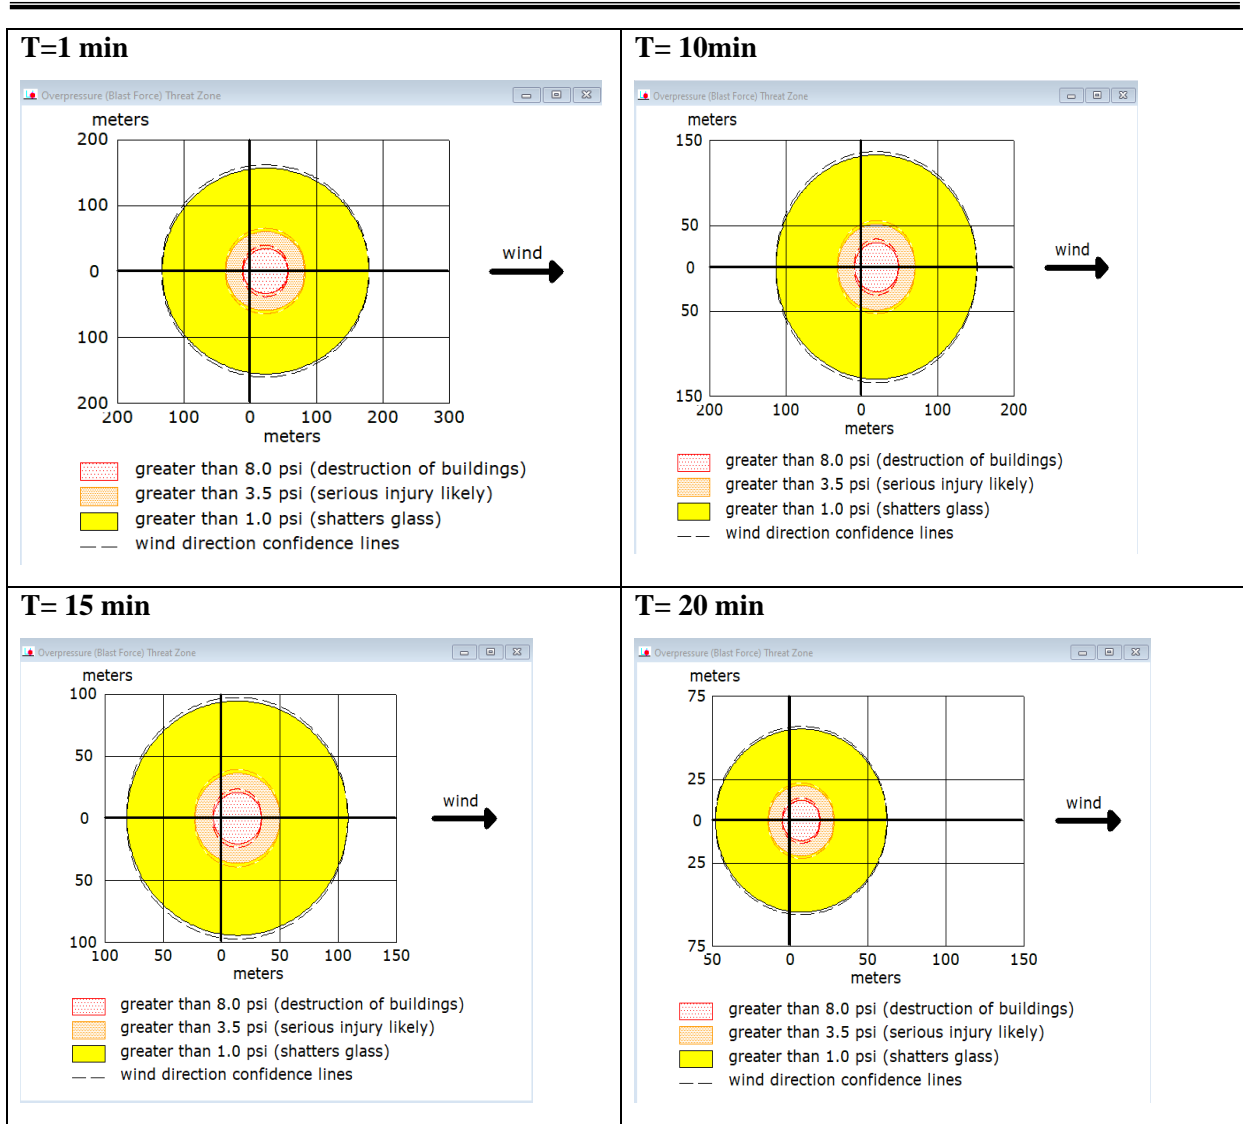 T=1 min
Overpressure (Blast Force) Threat Zone
meters
200
100
0
100
200
200 100 0 100 200 300
meters
wind
greater than 8.0 psi (destruction of buildings)
greater than 3.5 psi (serious injury likely)
greater than 1.0 psi (shatters glass)
wind direction confidence lines
T= 10min
Overpressure (Blast Force) Threat Zone
meters
150
50
0
50
150
200 100 0 100 200
meters
wind
greater than 8.0 psi (destruction of buildings)
greater than 3.5 psi (serious injury likely)
greater than 1.0 psi (shatters glass)
wind direction confidence lines
T= 15 min
Overpressure (Blast Force) Threat Zone
meters
100
50
0
50
100
100 50 0 50 100 150
meters
wind
greater than 8.0 psi (destruction of buildings)
greater than 3.5 psi (serious injury likely)
greater than 1.0 psi (shatters glass)
wind direction confidence lines
T= 20 min
Overpressure (Blast Force) Threat Zone
meters
75
25
0
25
75
50 0 50 100 150
meters
wind
greater than 8.0 psi (destruction of buildings)
greater than 3.5 psi (serious injury likely)
greater than 1.0 psi (shatters glass)
wind direction confidence lines